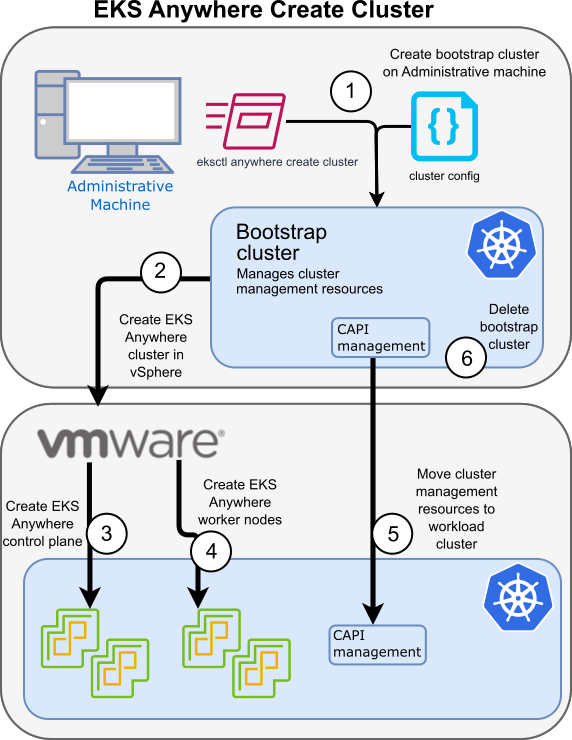 EKS Anywhere Create Cluster
Create bootstrap cluster
on Administrative machine
1
{}
eksctl anywhere create cluster
cluster config
Administrative
Machine
Bootstrap
cluster
Manages cluster
management resources
2
Create EKS
Anywhere
cluster in
vSphere
CAPI
management
Delete
bootstrap
cluster
6
vmware®
Create EKS
Anywhere
control plane
3
Create EKS
Anywhere
worker nodes
4
5
Move cluster
management
resources to
workload
cluster
CAPI
management